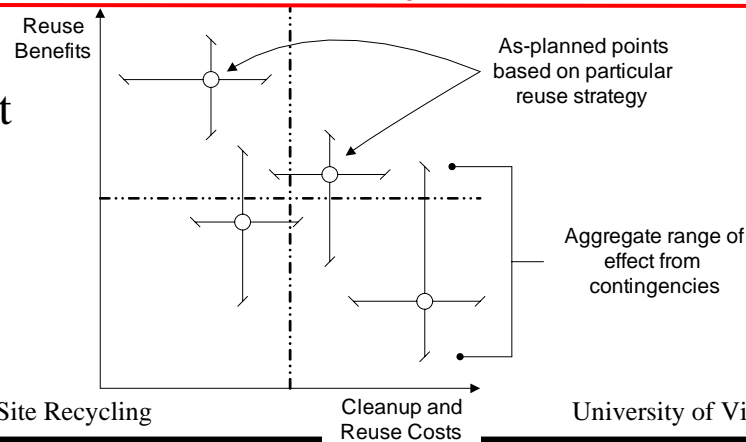 Reuse
Benefits
As-planned points
based on particular
reuse strategy
Aggregate range of
effect from
contingencies
Cleanup and
Reuse Costs
Site Recycling